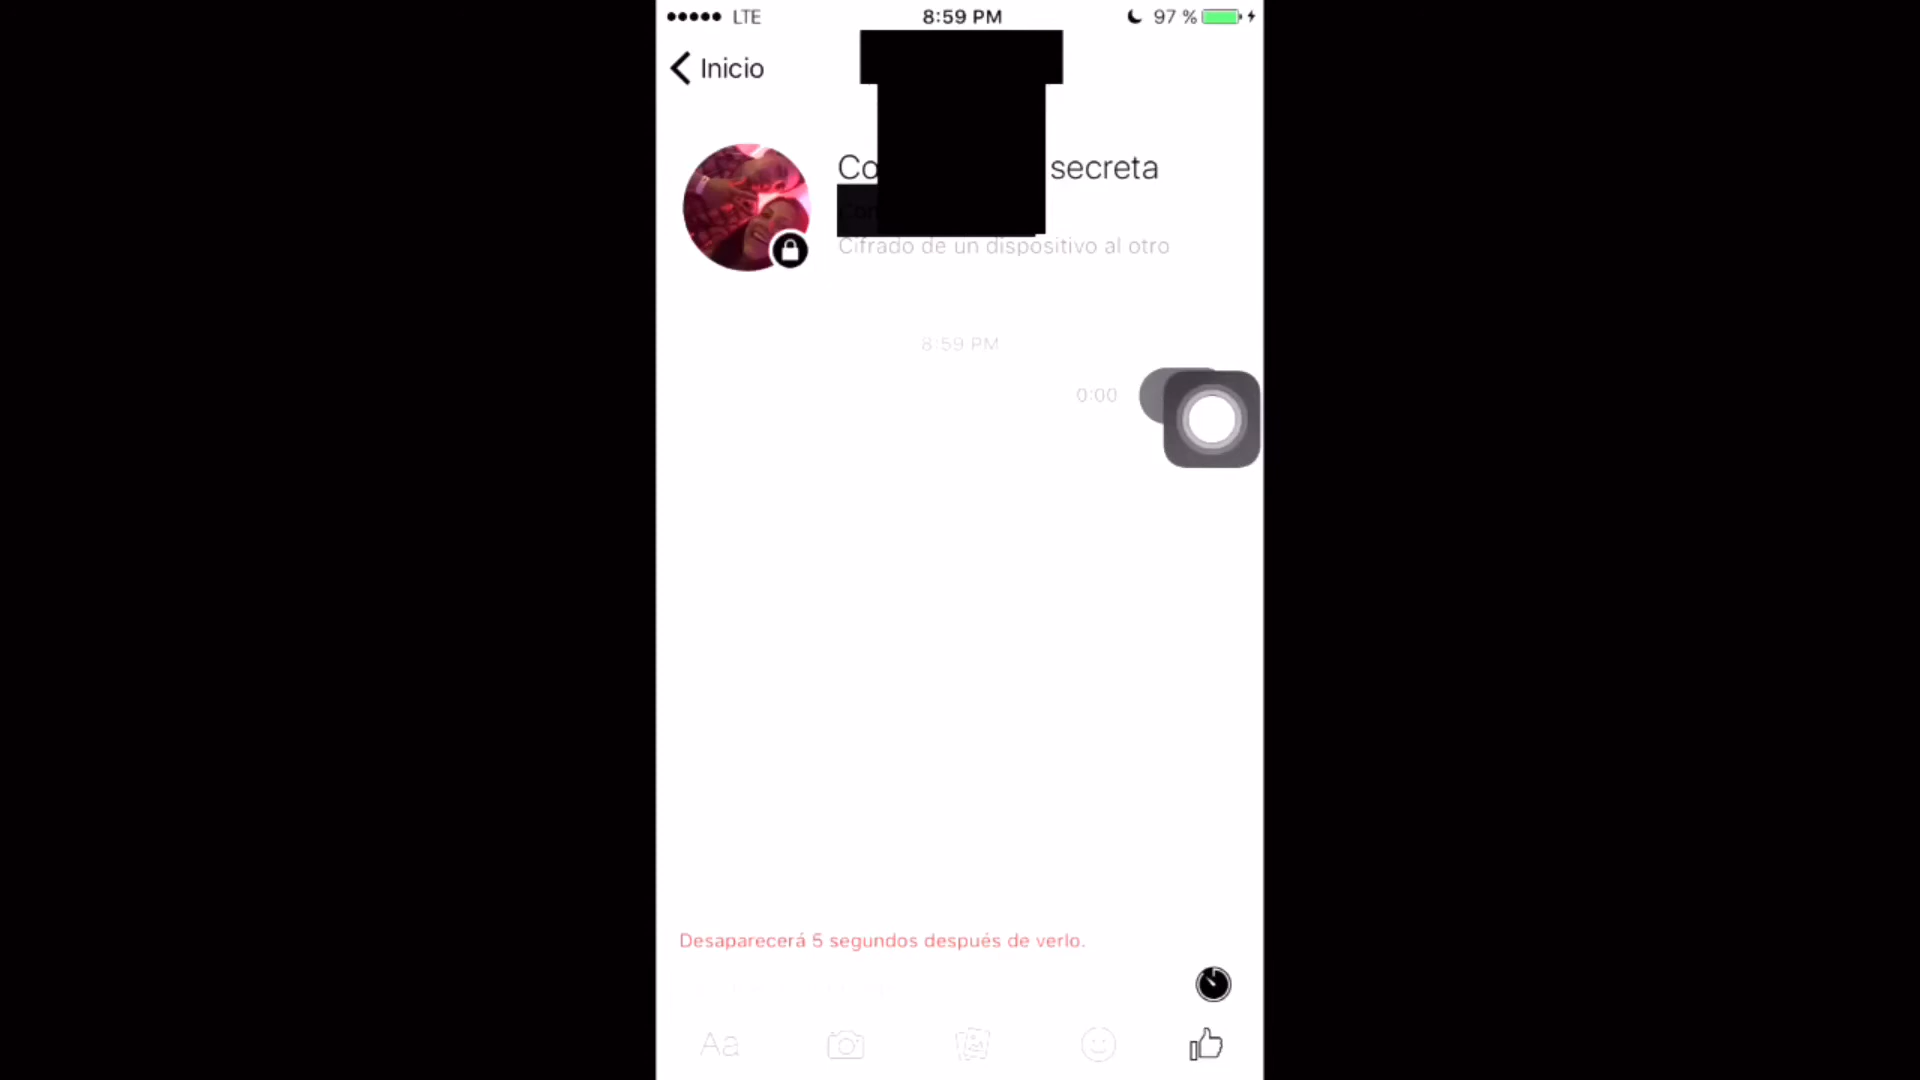 LTE 8:59 PM 97 %
Inicio
Co secreta
Con
Cifrado de un dispositivo al otro
8:59 PM
0:00
Desaparecerá 5 segundos después de verlo.
Aa